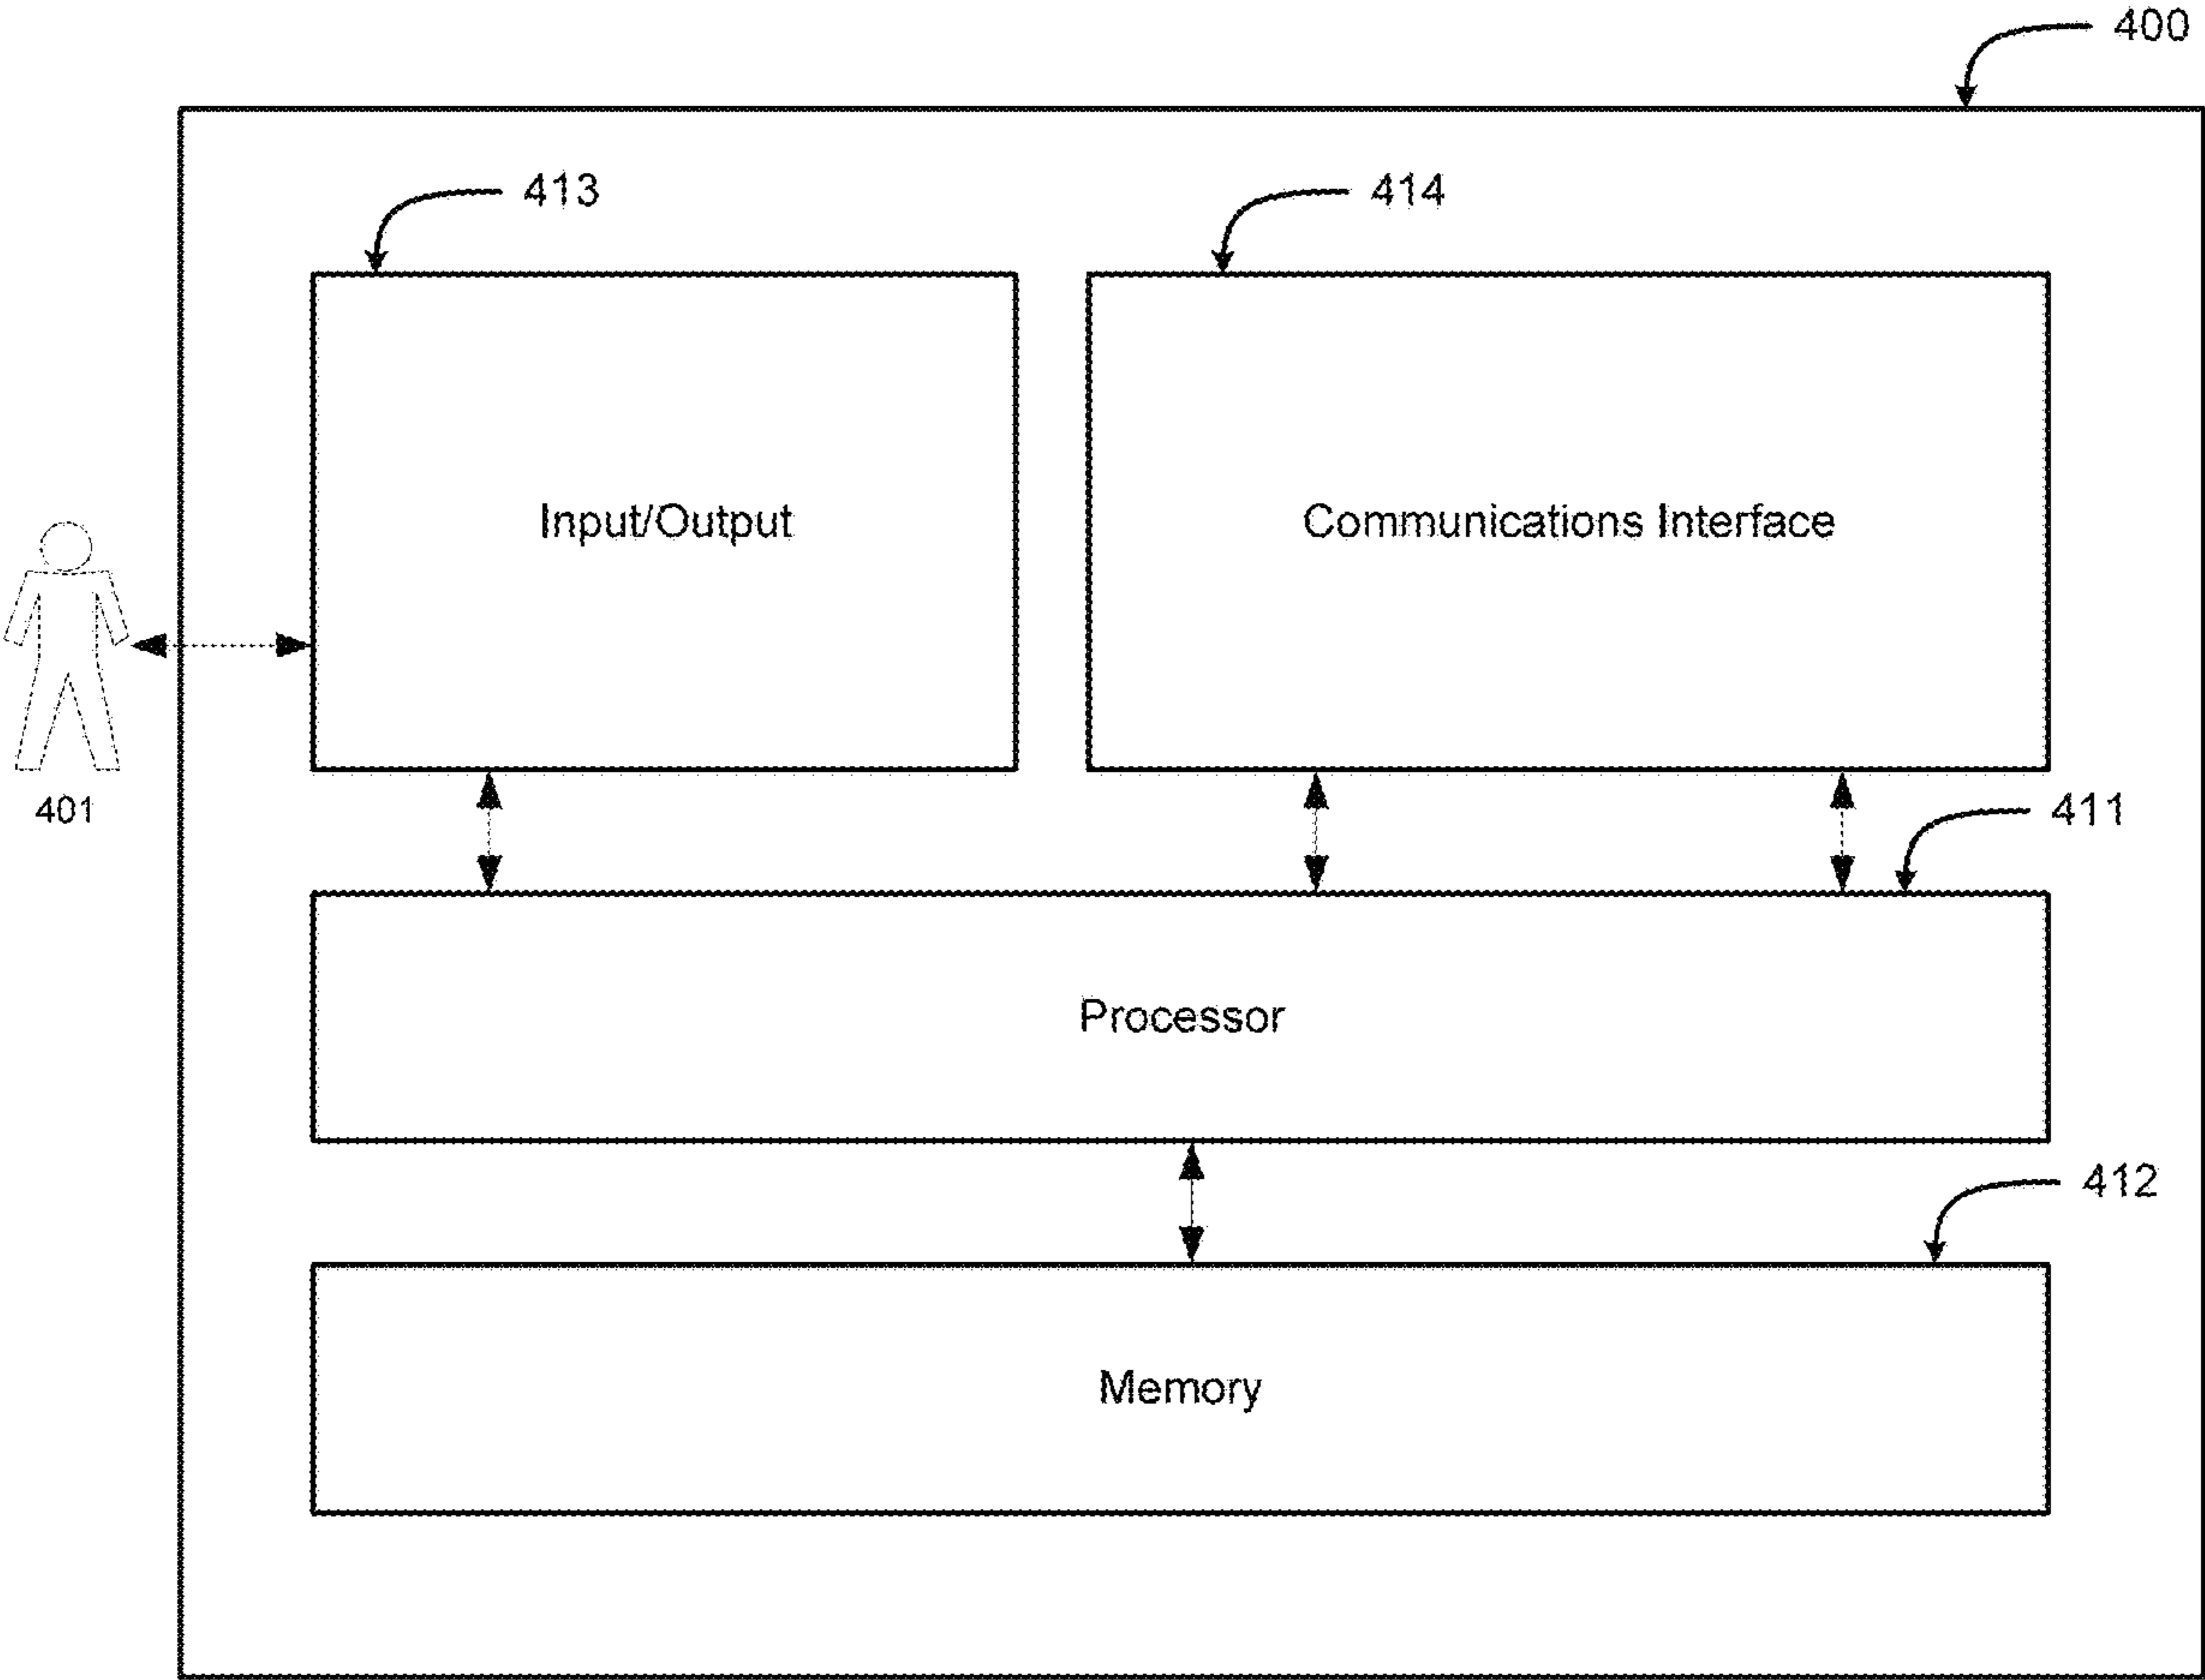 400
413
414
Input/Output
Communications Interface
401
411
Processor
412
Memory